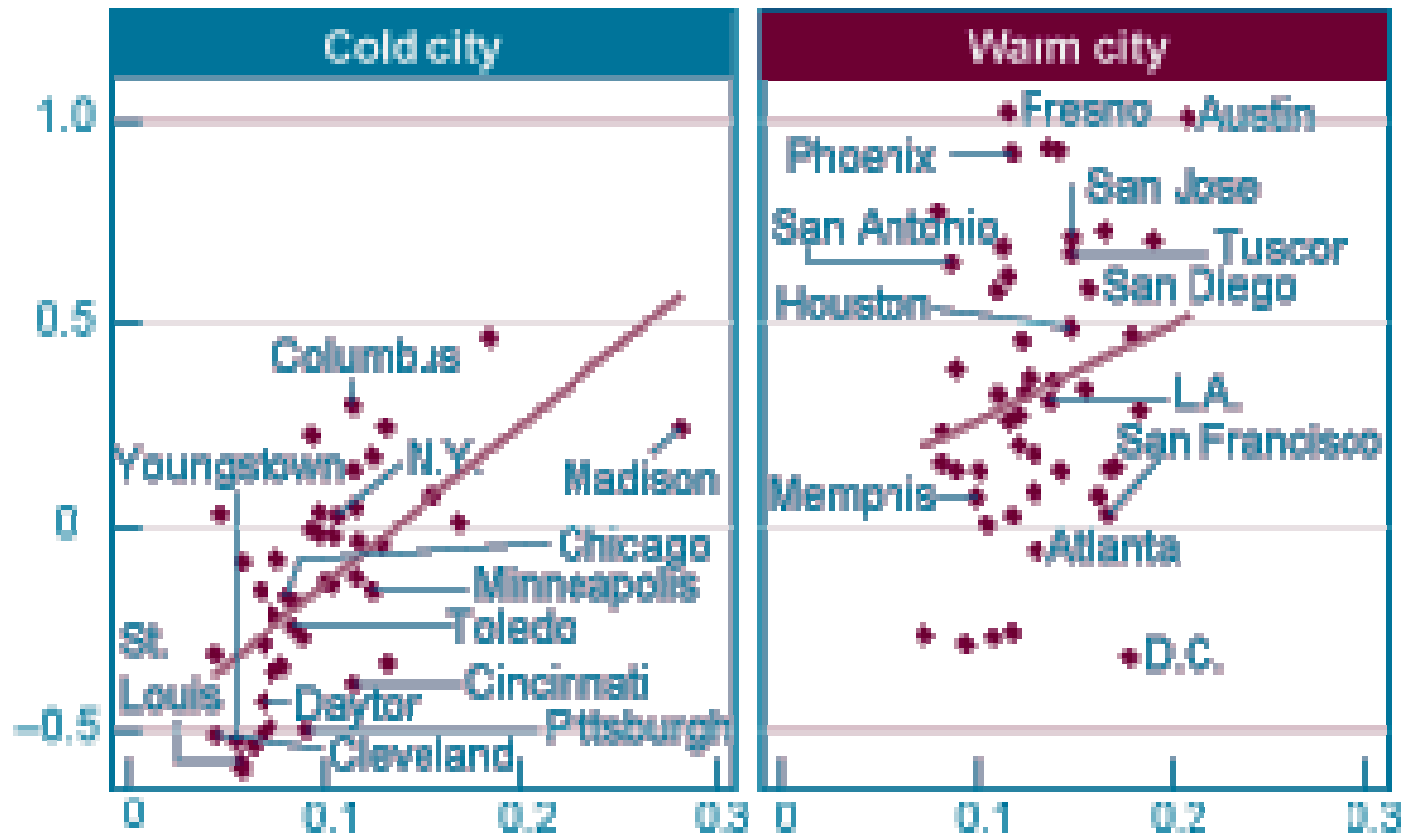 Cold city
Warm city
1.0
Fresno
Austin
Phoenix
San Jose
San Antonio
Tuscor
San Diego
0.5
Houston
Columbus
L.A.
Youngstown
N.Y.
San Francisco
Madison
Memphis
0
Chicago
Atlanta
Minneapolis
Toledo
St.
Louis
D.C.
Cincinnati
Daytor
−0.5
Pittsburgh
Cleveland
0
0.1
0.2
0.3
0
0.1
0.2
0.3